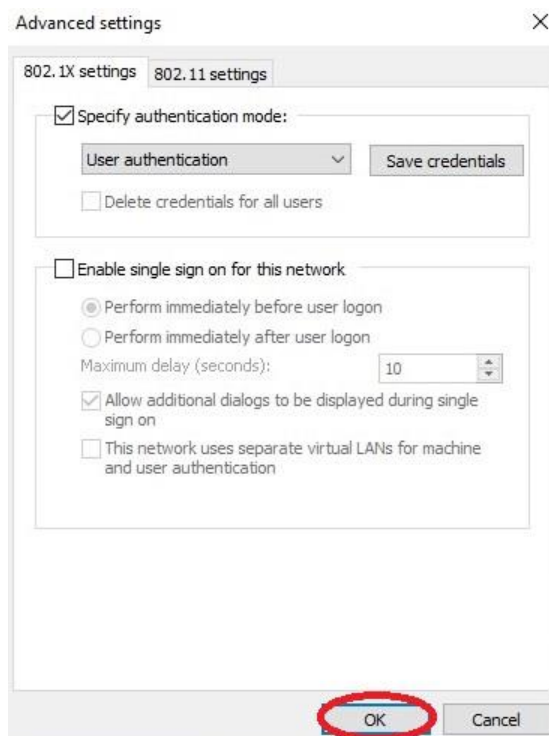 Advanced settings
802.1X settings
802.11 settings
Specify authentication mode:
User authentication
Save credentials
Delete credentials for all users
Enable single sign on for this network
Perform immediately before user logon
Perform immediately after user logon
Maximum delay (seconds):
10
Allow additional dialogs to be displayed during single
sign on
This network uses separate virtual LANs for machine
and user authentication
OK
Cancel